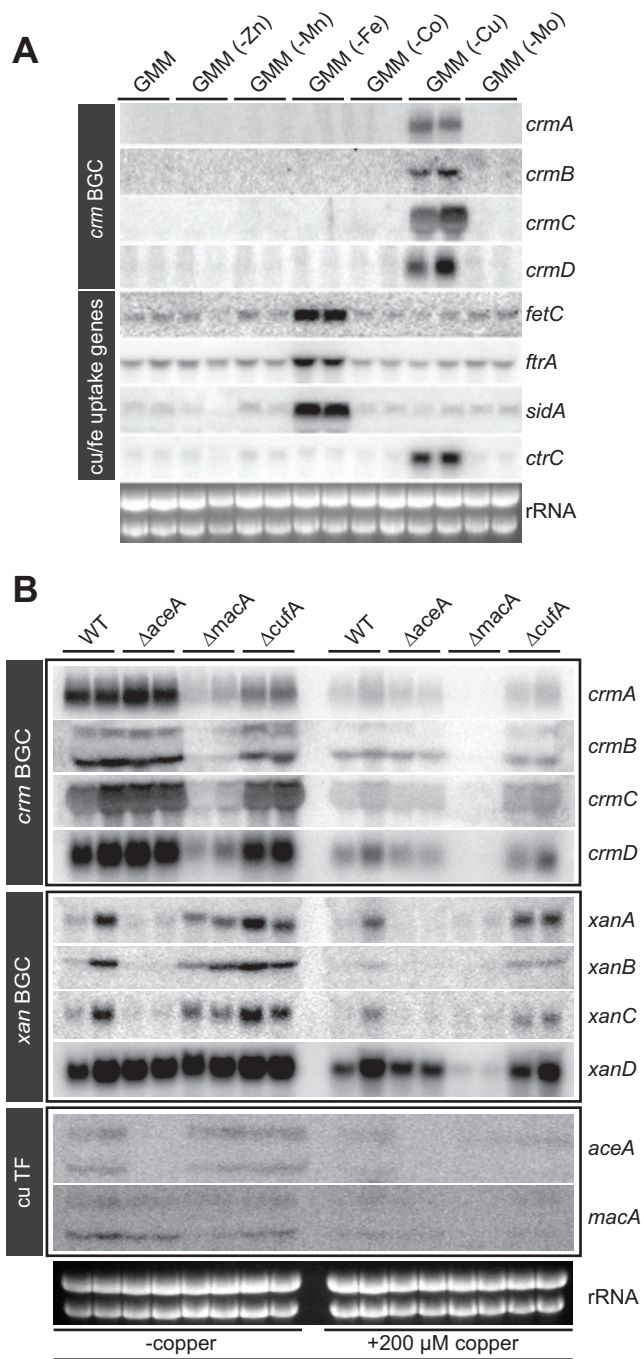 A
GMM
GMM (-Zn)
GMM (-Mn)
GMM (-Fe)
GMM (-Co)
GMM (-Cu)
GMM (-Mo)
crm BGC
crmA
crmB
crmC
crmD
cu/fe uptake genes
fetC
ftrA
sidA
ctrC
rRNA
B
WT
ΔaceA
ΔmacA
ΔcufA
WT
ΔaceA
ΔmacA
ΔcufA
crm BGC
crmA
crmB
crmC
crmD
xan BGC
xanA
xanB
xanC
xanD
cu TF
aceA
macA
rRNA
-copper
+200 µM copper